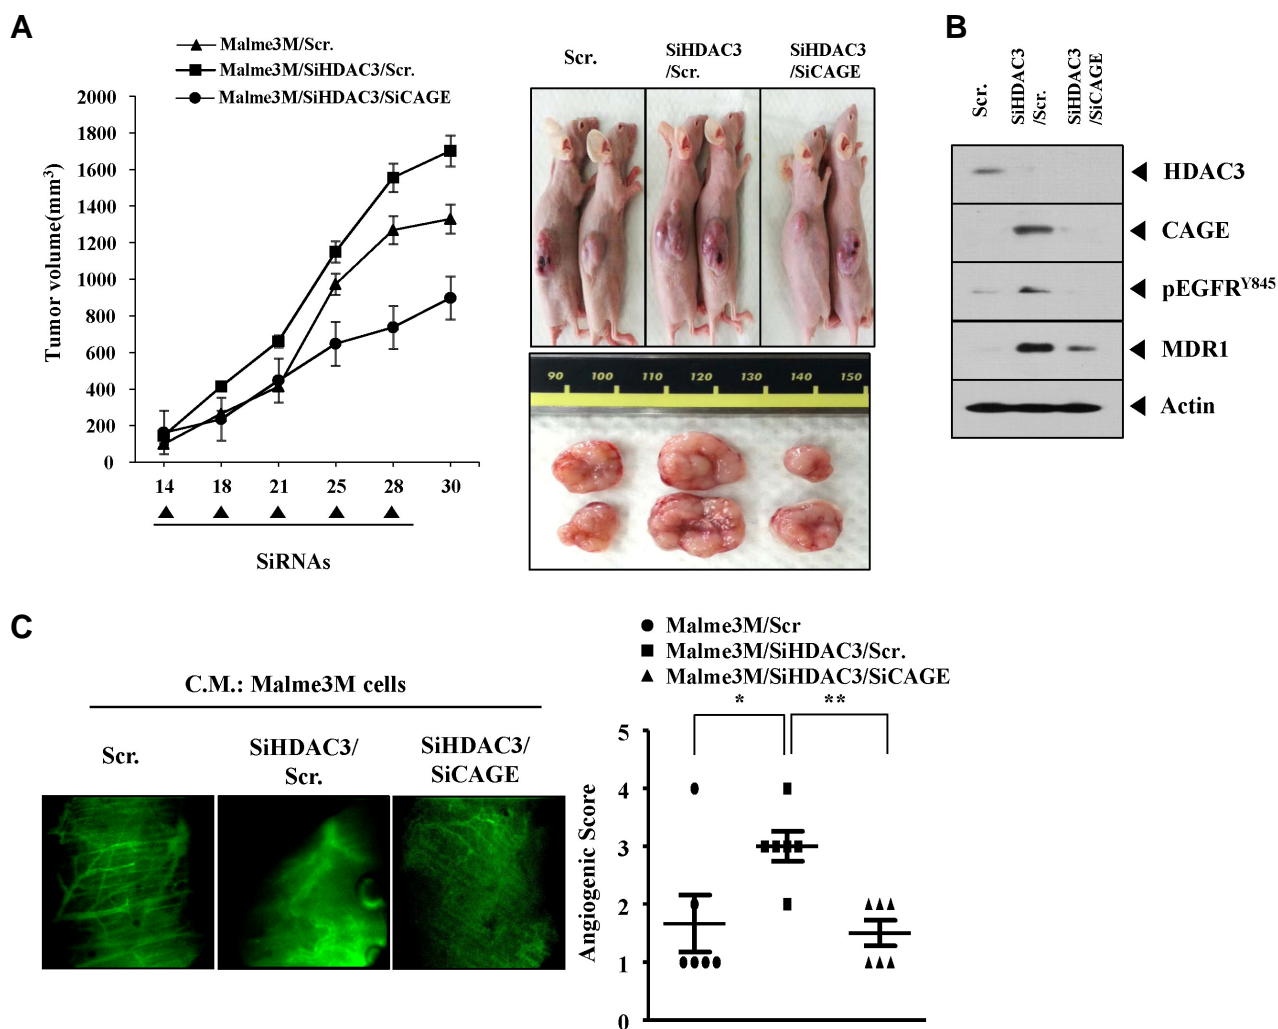 A
Malme3M/Scr.
Malme3M/SiHDAC3/Scr.
Malme3M/SiHDAC3/SiCAGE
Tumor volume(mm3)
2000
1800
1600
1400
1200
1000
800
600
400
200
0
14 18 21 25 28 30
SiRNAs
Scr.
SiHDAC3
/Scr.
SiHDAC3
/SiCAGE
90 100 110 120 130 140 150
B
Scr.
SiHDAC3
/Scr.
SiHDAC3
/SiCAGE
HDAC3
CAGE
pEGFRY845
MDR1
Actin
C
C.M.: Malme3M cells
Scr.
SiHDAC3/
Scr.
SiHDAC3/
SiCAGE
Malme3M/Scr
Malme3M/SiHDAC3/Scr.
Malme3M/SiHDAC3/SiCAGE
* **
Angiogenic Score
5
4
3
2
1
0